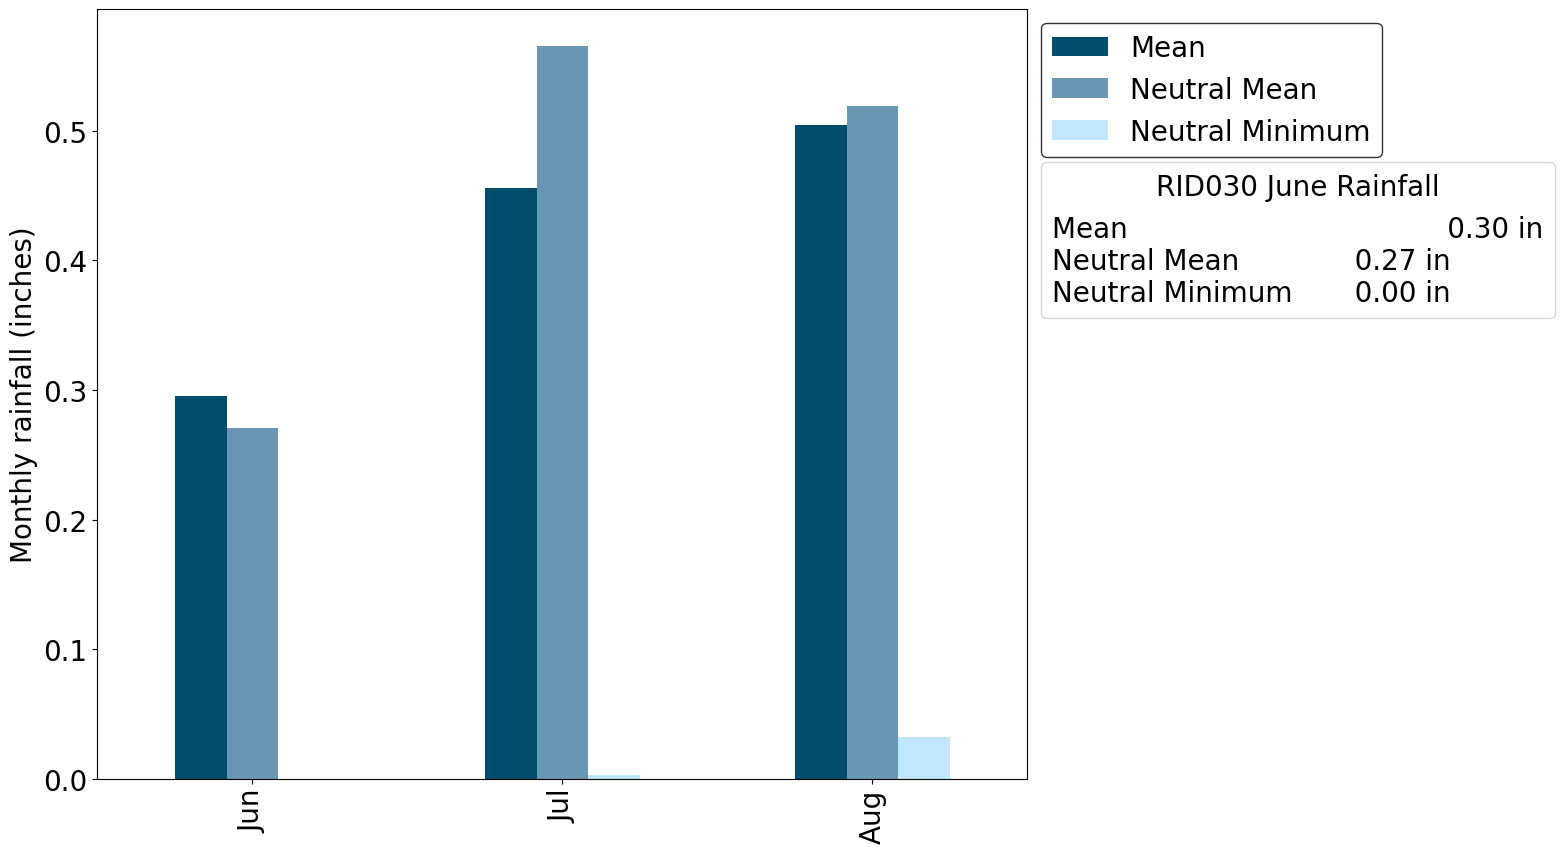 Mean
Neutral Mean
Neutral Minimum
RID030 June Rainfall
Mean 0.30 in
Neutral Mean 0.27 in
Neutral Minimum 0.00 in
Monthly rainfall (inches)
0.5
0.4
0.3
0.2
0.1
0.0
Jun
Jul
Aug